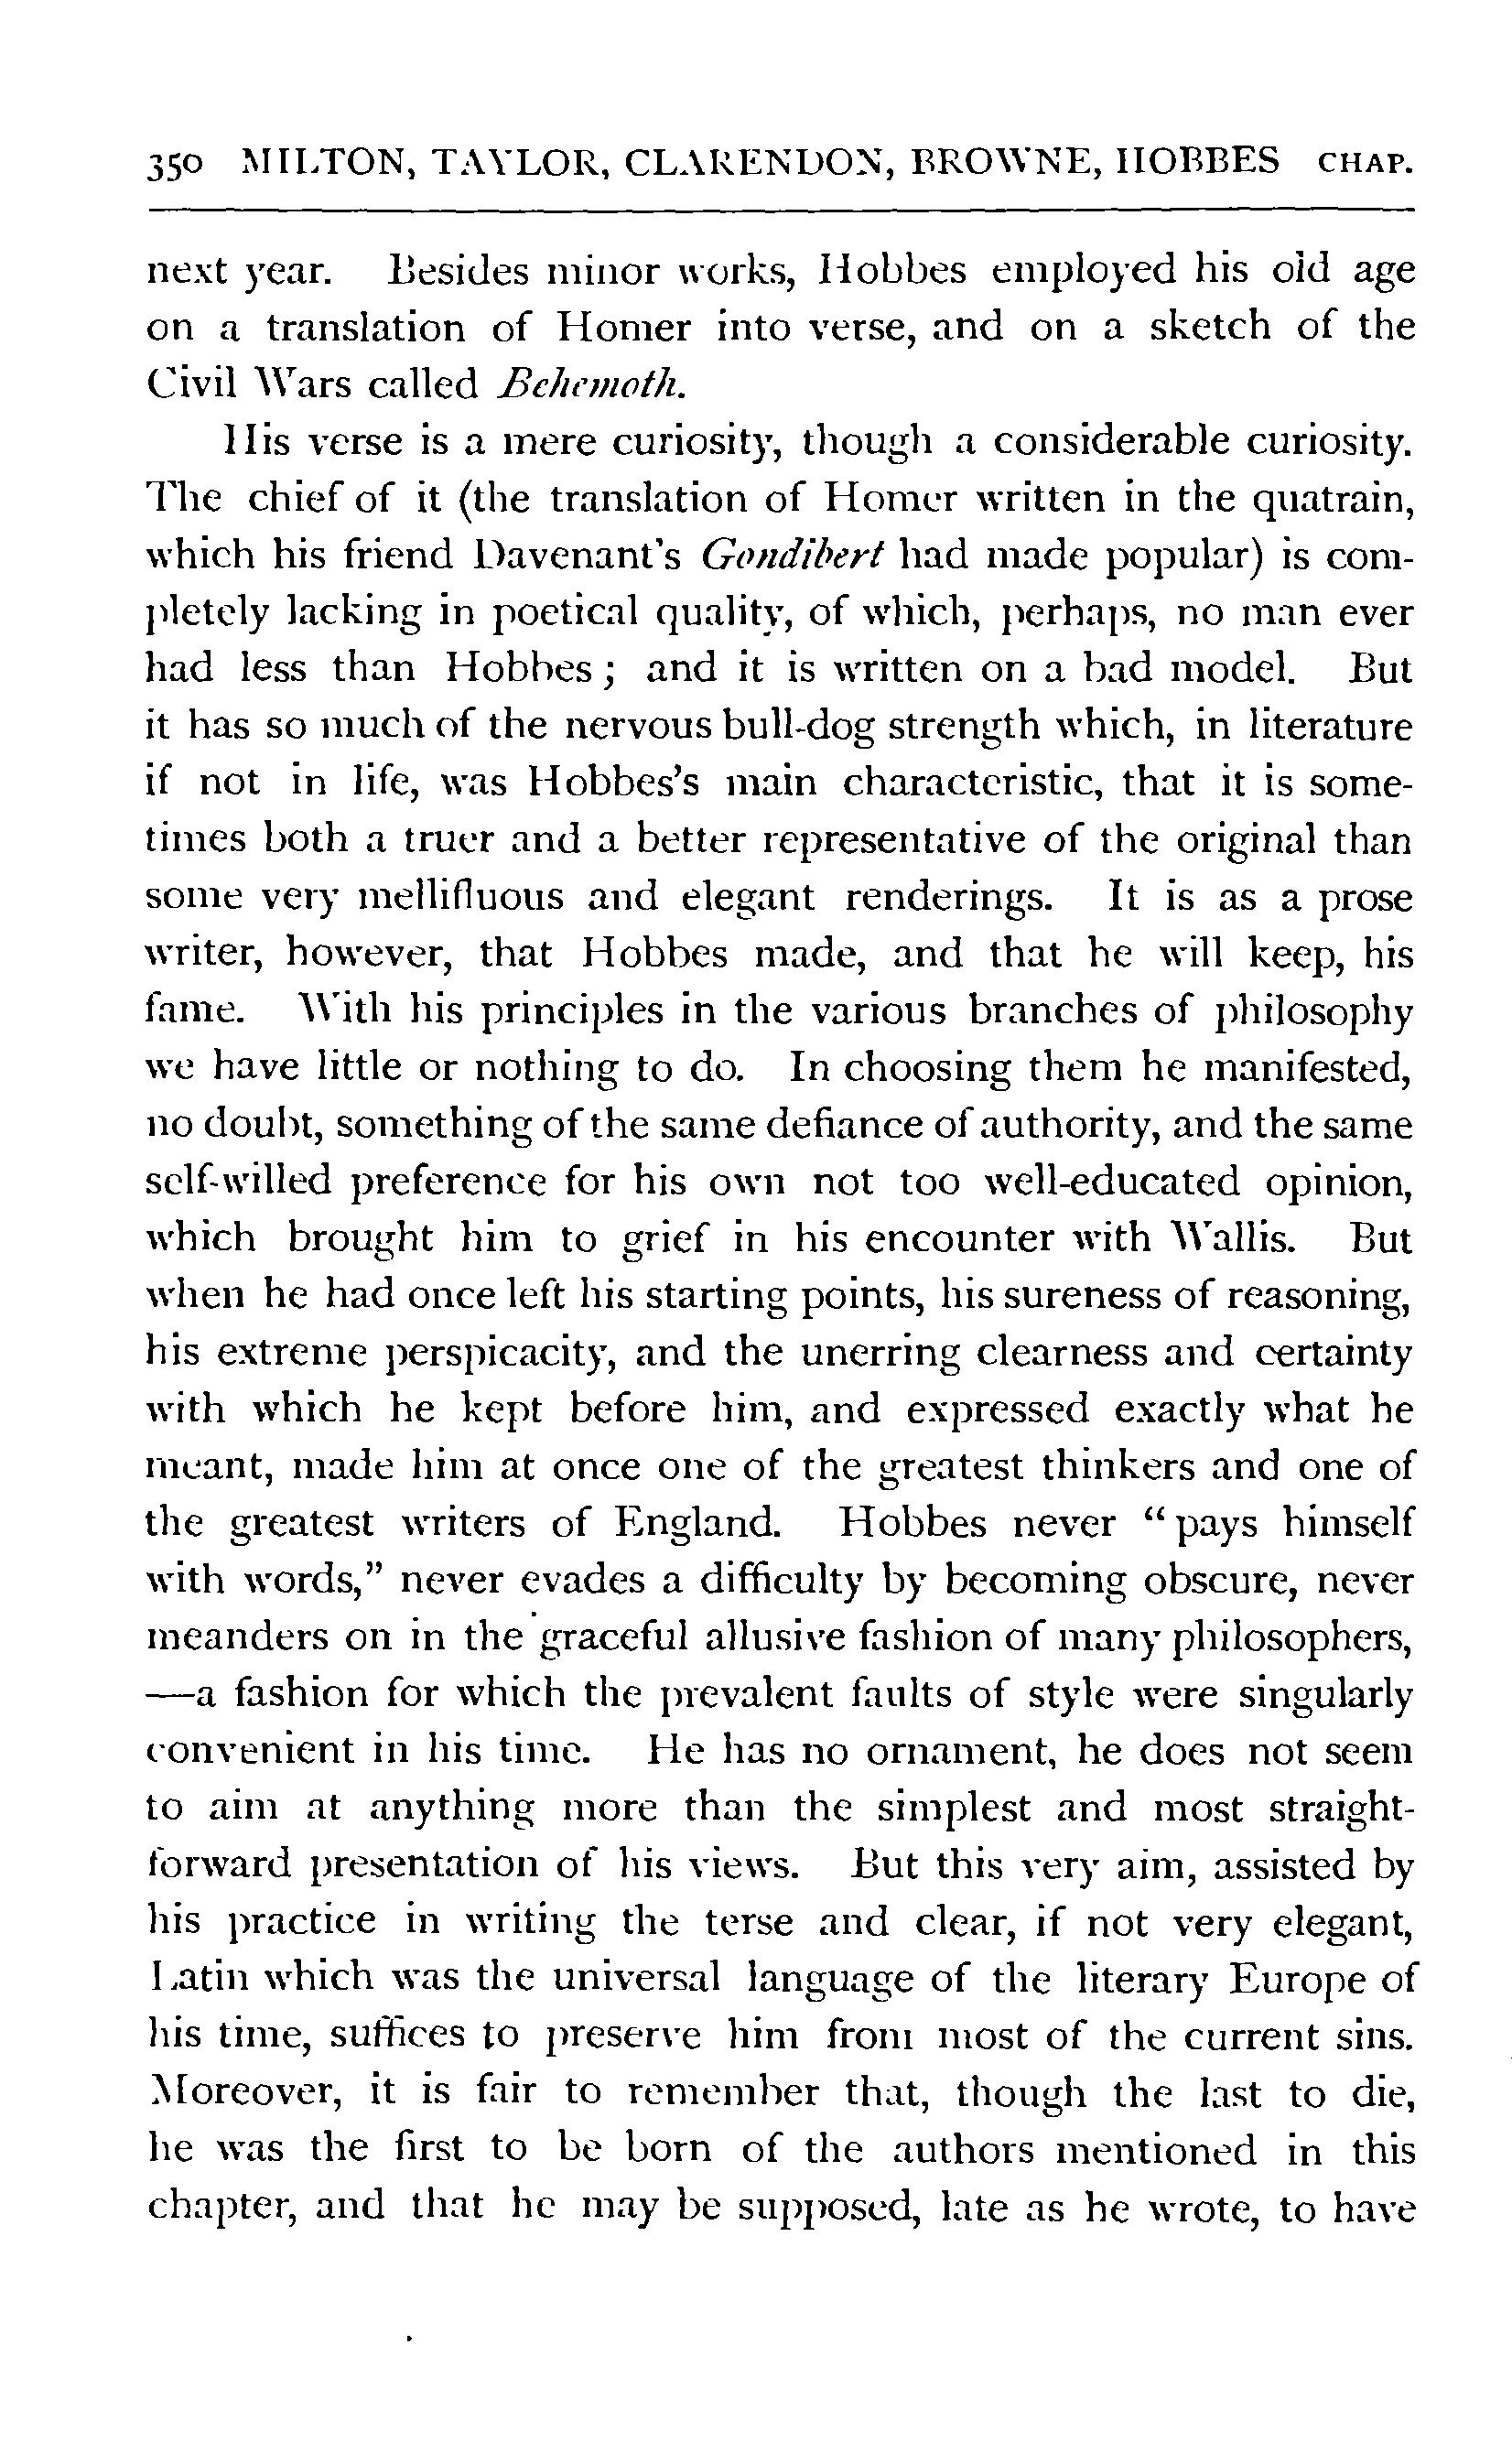 350 MILTON, TAYLOR, CLARENDON, BROWNE, HOBBES CHAP.
next year. Besides minor works, Hobbes employed his old age
on a translation of Homer into verse, and on a sketch of the
Civil Wars called Behemoth.
His verse is a mere curiosity, though a considerable curiosity.
The chief of it (the translation of Homer written in the quatrain,
which his friend Davenant's Gondibert had made popular) is com-
pletely lacking in poetical quality, of which, perhaps, no man ever
had less than Hobbes; and it is written on a bad model. But
it has so much of the nervous bull-dog strength which, in literature
if not in life, was Hobbes's main characteristic, that it is some-
times both a truer and a better representative of the original than
some very mellifluous and elegant renderings. It is as a prose
writer, however, that Hobbes made, and that he will keep, his
fame. With his principles in the various branches of philosophy
we have little or nothing to do. In choosing them he manifested,
no doubt, something of the same defiance of authority, and the same
self-willed preference for his own not too well-educated opinion,
which brought him to grief in his encounter with Wallis. But
when he had once left his starting points, his sureness of reasoning,
his extreme perspicacity, and the unerring clearness and certainty
with which he kept before him, and expressed exactly what he
meant, made him at once one of the greatest thinkers and one of
the greatest writers of England. Hobbes never “pays himself
with words,” never evades a difficulty by becoming obscure, never
meanders on in the graceful allusive fashion of many philosophers,
—a fashion for which the prevalent faults of style were singularly
convenient in his time. He has no ornament, he does not seem
to aim at anything more than the simplest and most straight-
forward presentation of his views. But this very aim, assisted by
his practice in writing the terse and clear, if not very elegant,
Latin which was the universal language of the literary Europe of
his time, suffices to preserve him from most of the current sins.
Moreover, it is fair to remember that, though the last to die,
he was the first to be born of the authors mentioned in this
chapter, and that he may be supposed, late as he wrote, to have